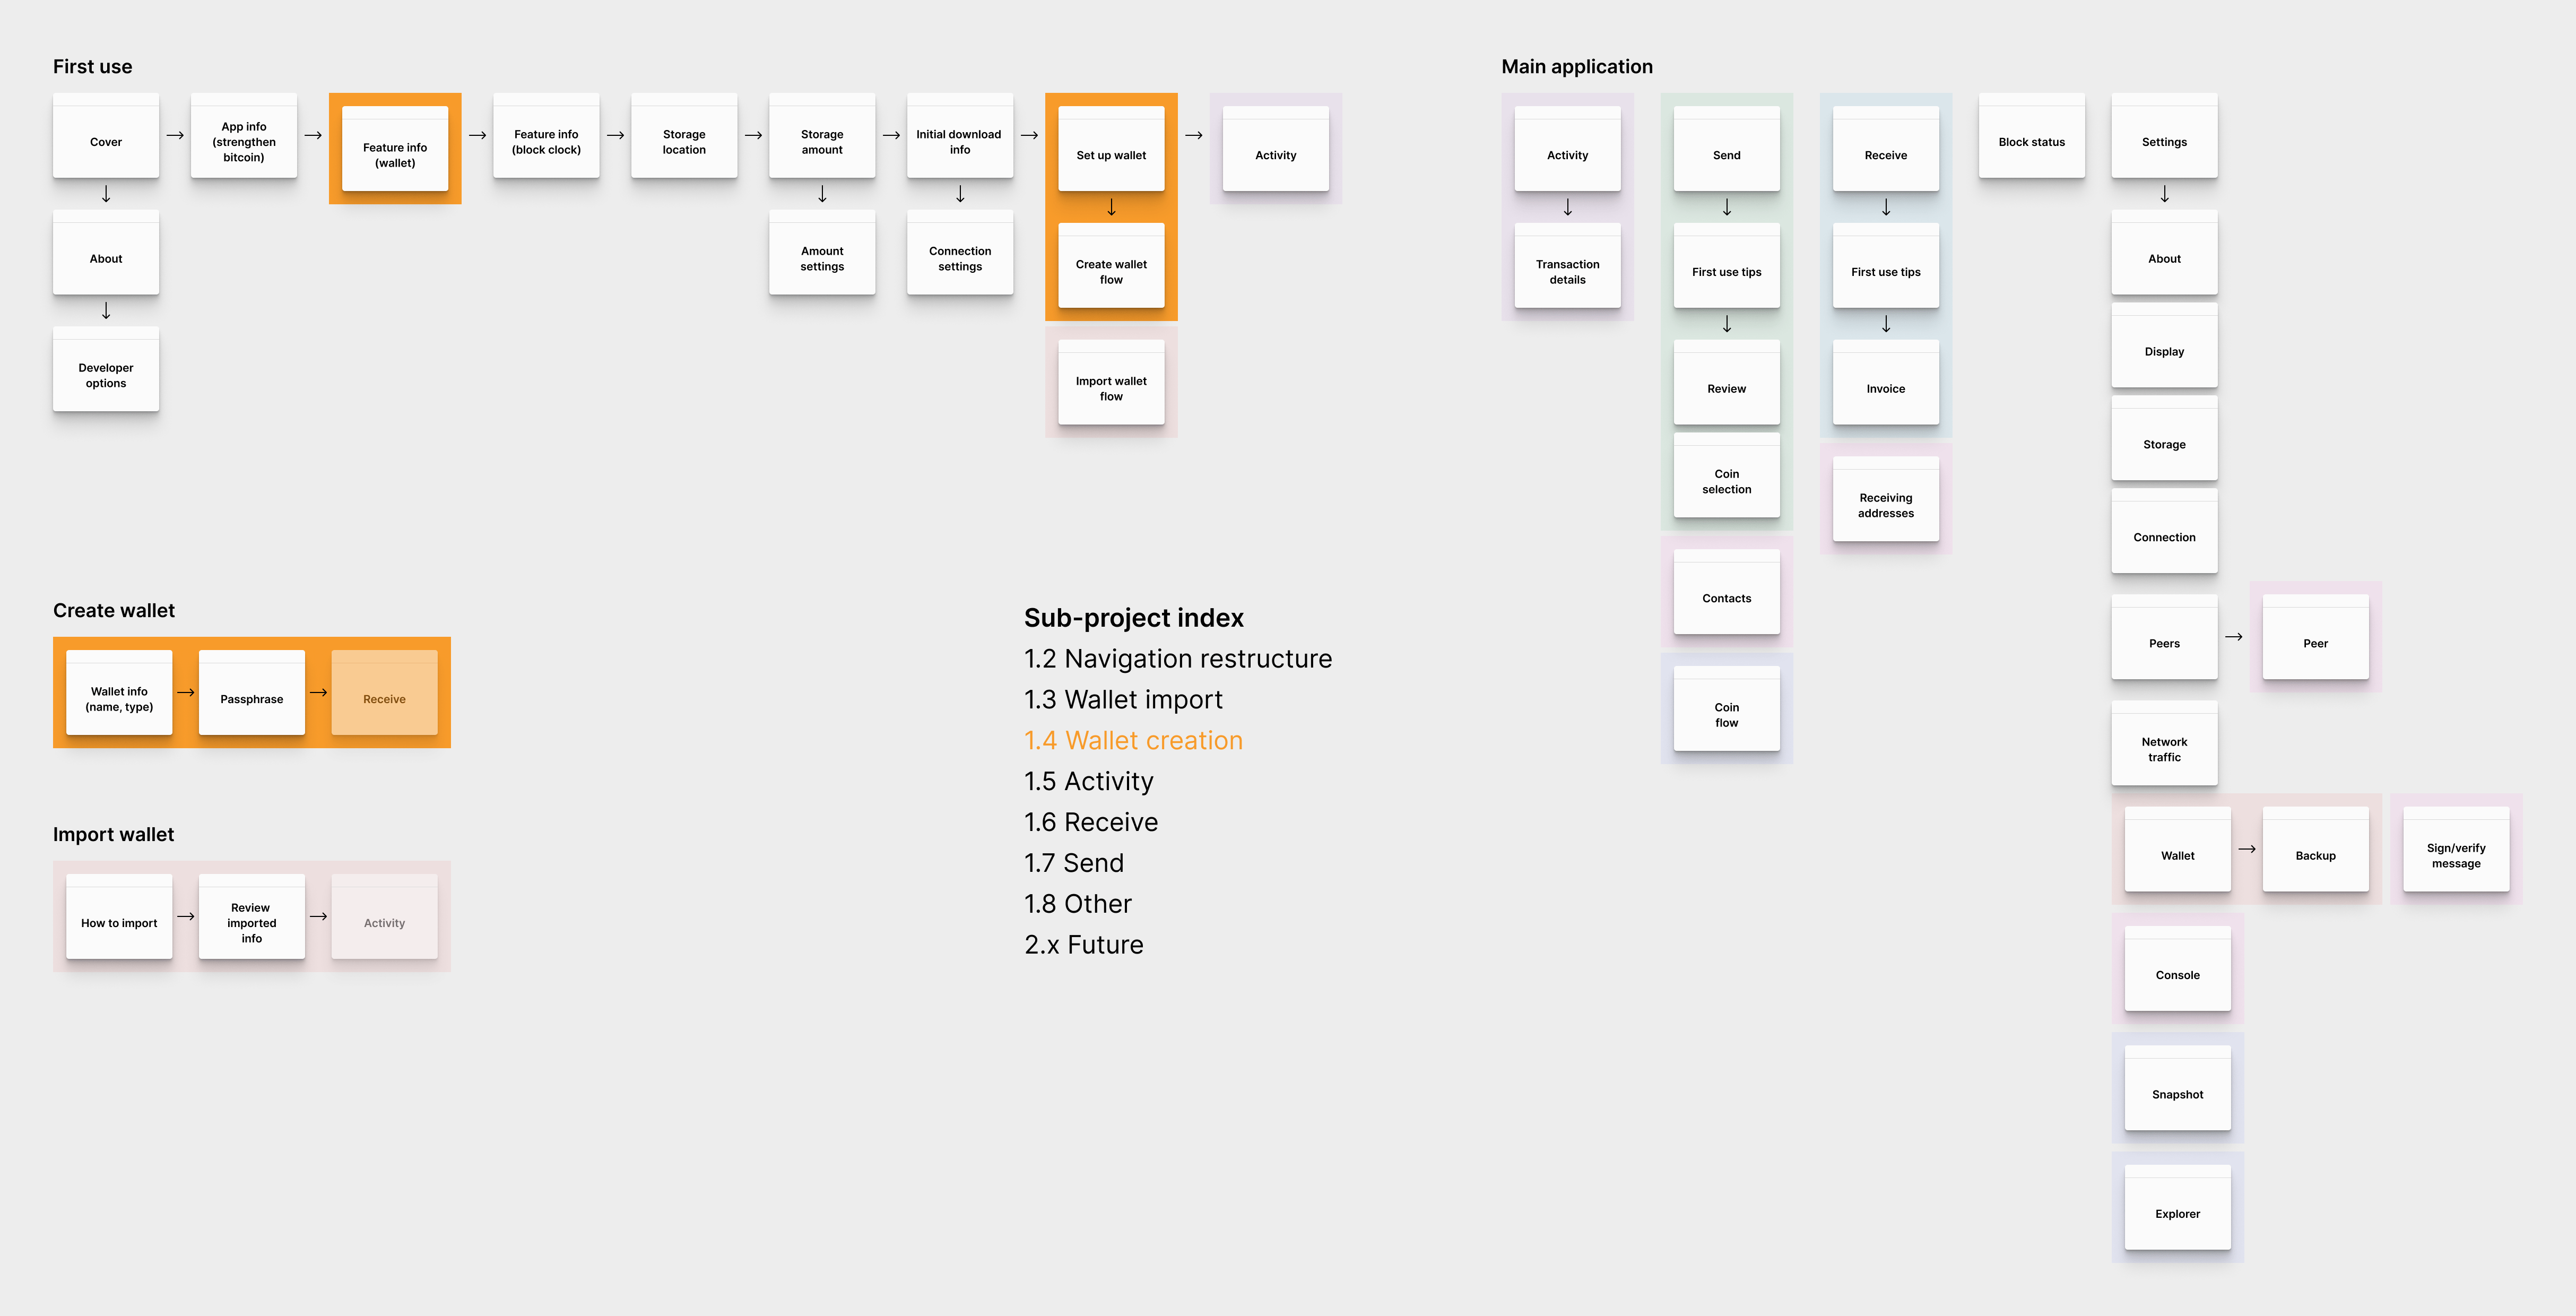 First use
Cover
App info
(strengthen
bitcoin)
Feature info
(wallet)
Feature info
(block clock)
Storage
location
Storage
amount
Initial download
info
Set up wallet
Activity
About
Amount
settings
Connection
settings
Create wallet
flow
Developer
options
Import wallet
flow
Create wallet
Wallet info
(name, type)
Passphrase
Receive
Import wallet
How to import
Review
imported
info
Activity
Sub-project index
1.2 Navigation restructure
1.3 Wallet import
1.4 Wallet creation
1.5 Activity
1.6 Receive
1.7 Send
1.8 Other
2.x Future
Main application
Activity
Transaction
details
Send
First use tips
Review
Coin
selection
Contacts
Coin
flow
Receive
First use tips
Invoice
Receiving
addresses
Block status
Settings
About
Display
Storage
Connection
Peers
Peer
Network
traffic
Wallet
Backup
Sign/verify
message
Console
Snapshot
Explorer